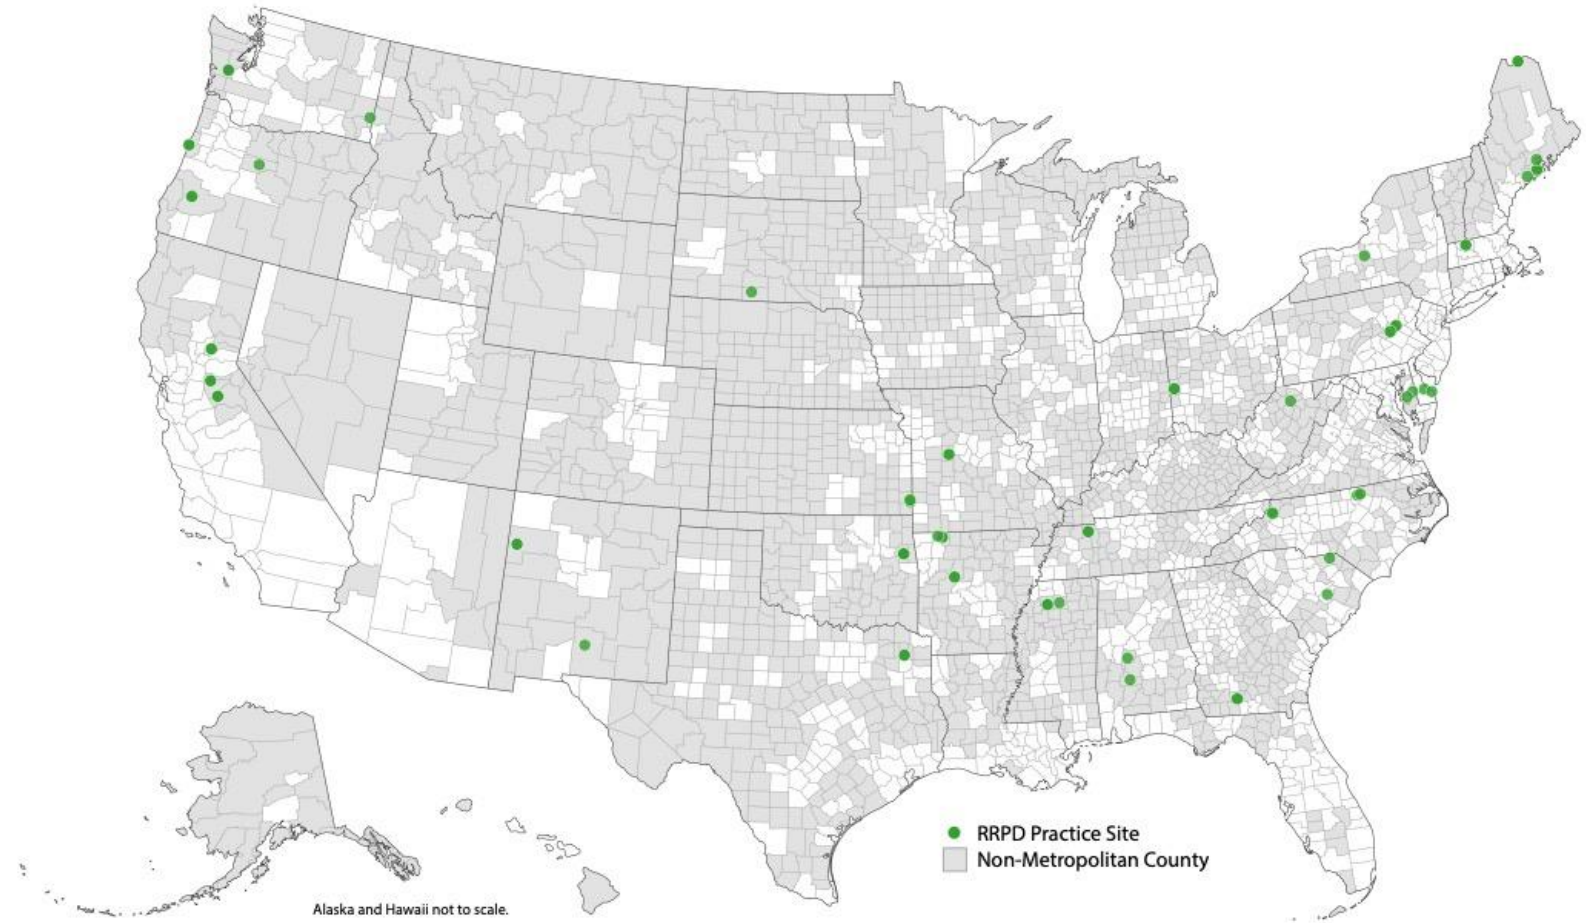 RRPD Practice Site
Non-Metropolitan County
Alaska and Hawaii not to scale.